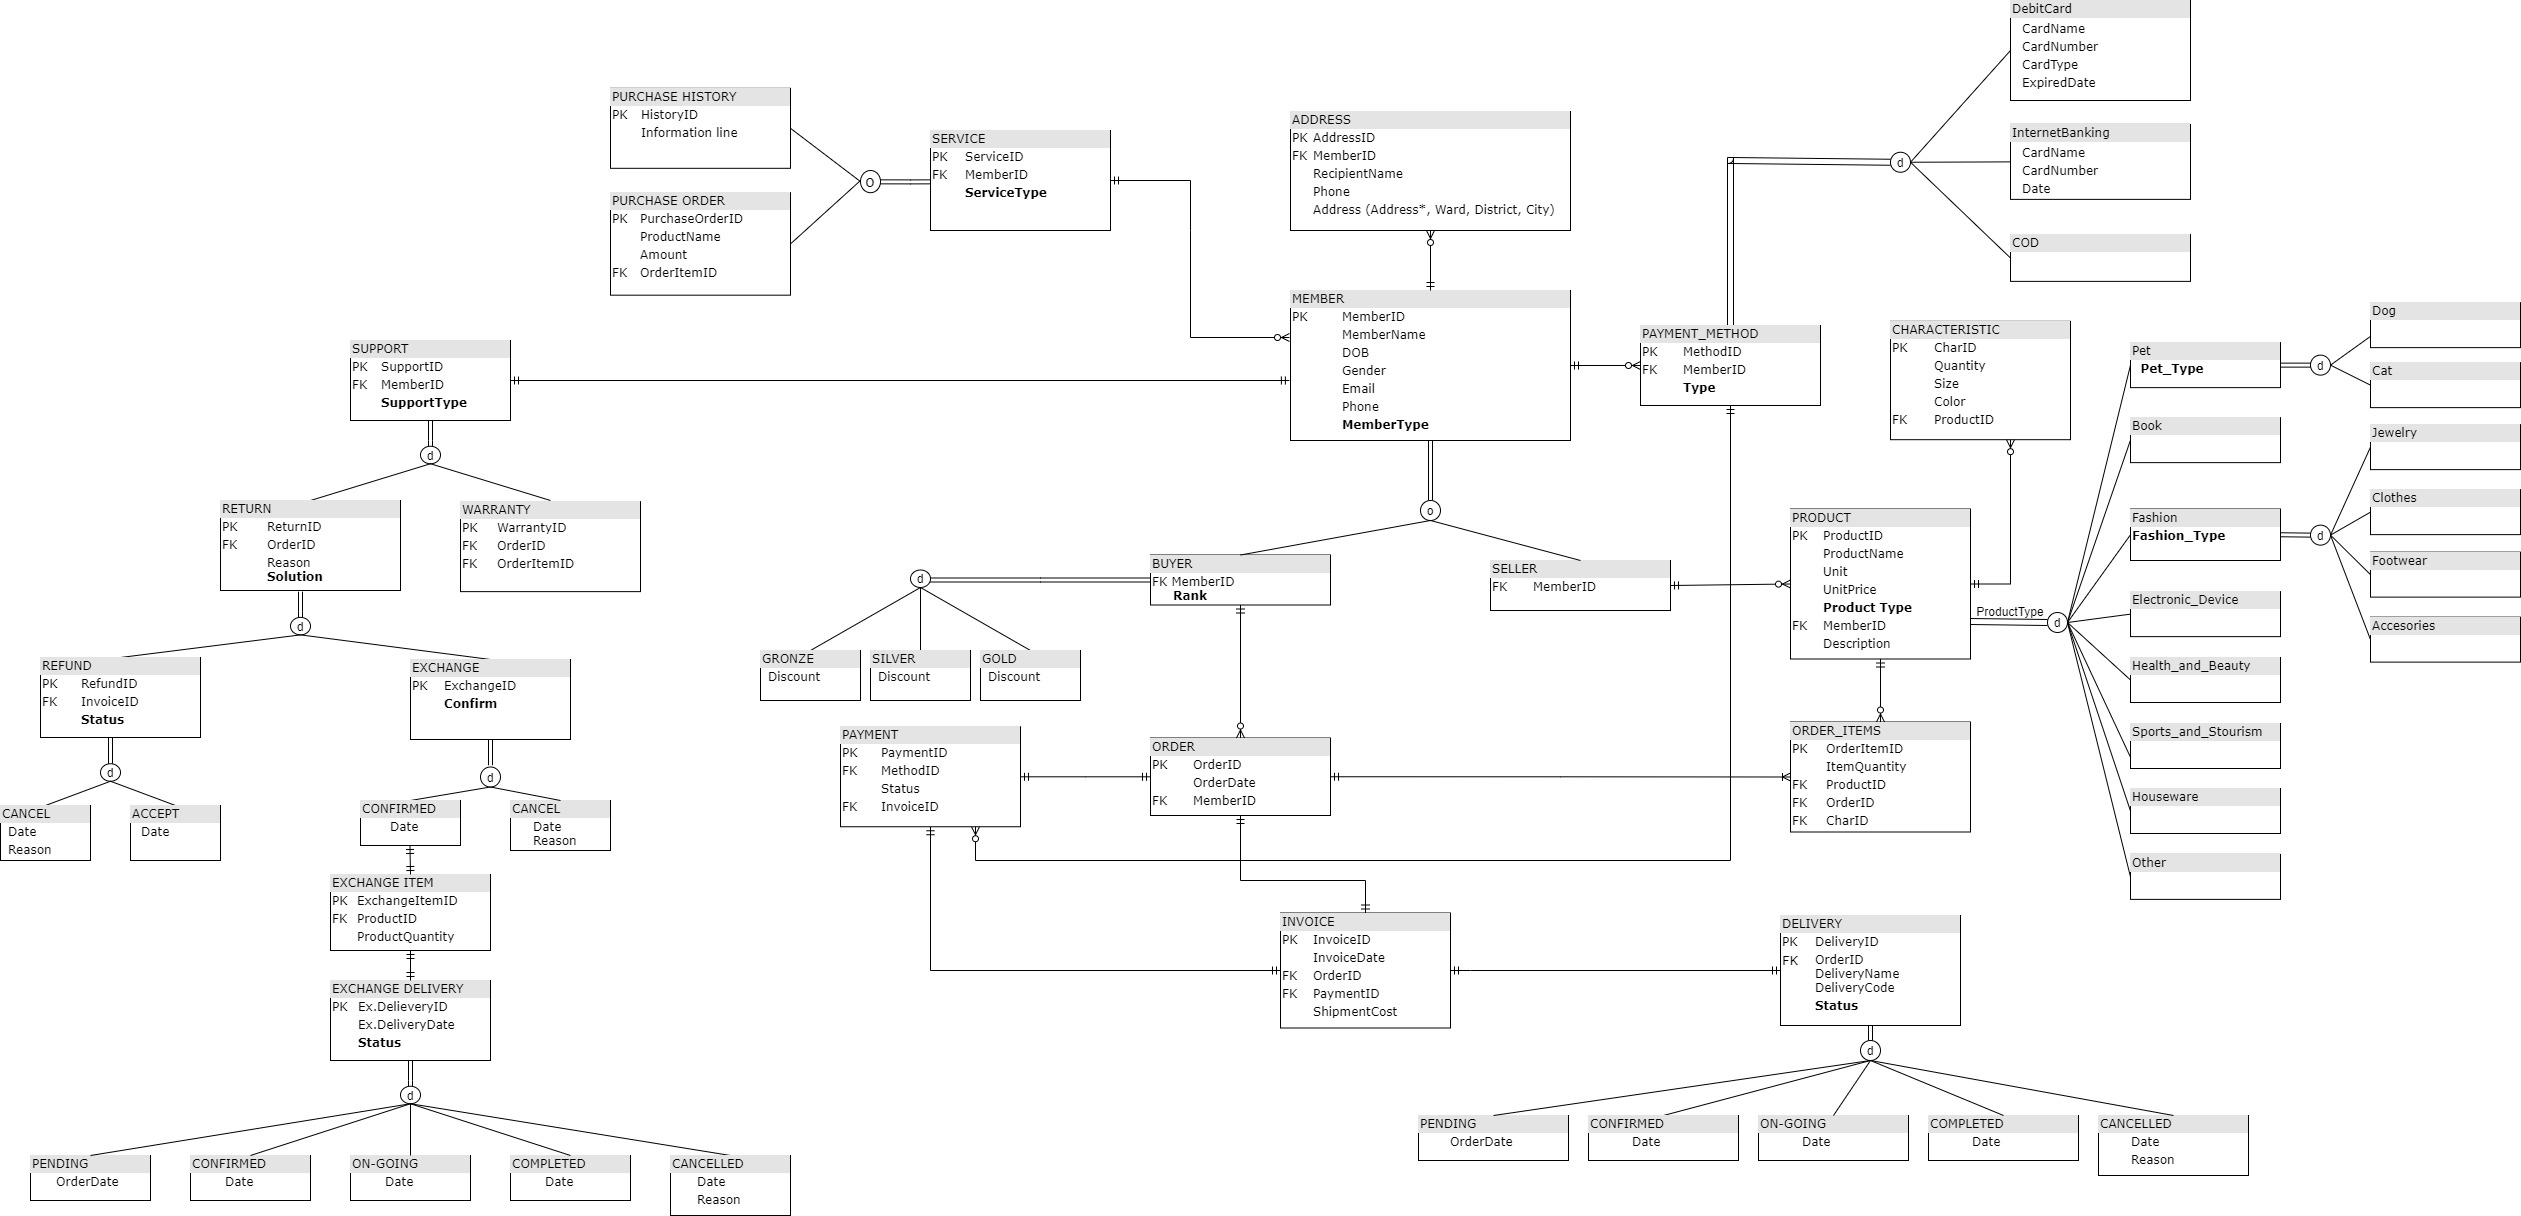 DebitCard
CardName
CardNumber
CardType
ExpiredDate
InternetBanking
CardName
CardNumber
Date
COD
PURCHASE HISTORY
PK HistoryID
Information line
PURCHASE ORDER
PK PurchaseOrderID
ProductName
Amount
FK OrderItemID
O
SERVICE
PK ServiceID
FK MemberID
ServiceType
ADDRESS
PK AddressID
FK MemberID
RecipientName
Phone
Address (Address*, Ward, District, City)
d
MEMBER
PK MemberID
MemberName
DOB
Gender
Email
Phone
MemberType
PAYMENT_METHOD
PK MethodID
FK MemberID
Type
CHARACTERISTIC
PK CharID
Quantity
Size
Color
FK ProductID
Pet
Pet_Type
d
Dog
Cat
Book
Fashion
Fashion_Type
d
Jewelry
Clothes
Footwear
Accesories
Electronic_Device
Health_and_Beauty
Sports_and_Stourism
Houseware
Other
SUPPORT
PK SupportID
FK MemberID
SupportType
d
RETURN
PK ReturnID
FK OrderID
Reason
Solution
WARRANTY
PK WarrantyID
FK OrderID
FK OrderItemID
d
o
BUYER
FK MemberID
Rank
SELLER
FK MemberID
PRODUCT
PK ProductID
ProductName
Unit
UnitPrice
Product Type
FK MemberID
Description
ProductType
d
d
GRONZE
Discount
SILVER
Discount
GOLD
Discount
REFUND
PK RefundID
FK InvoiceID
Status
EXCHANGE
PK ExchangeID
Confirm
d
d
CANCEL
Date
Reason
ACCEPT
Date
CONFIRMED
Date
CANCEL
Date
Reason
PAYMENT
PK PaymentID
FK MethodID
Status
FK InvoiceID
ORDER
PK OrderID
OrderDate
FK MemberID
ORDER_ITEMS
PK OrderItemID
ItemQuantity
FK ProductID
FK OrderID
FK CharID
EXCHANGE ITEM
PK ExchangeItemID
FK ProductID
ProductQuantity
EXCHANGE DELIVERY
PK Ex.DelieveryID
Ex.DeliveryDate
Status
d
INVOICE
PK InvoiceID
InvoiceDate
FK OrderID
FK PaymentID
ShipmentCost
DELIVERY
PK DeliveryID
FK OrderID
DeliveryName
DeliveryCode
Status
d
PENDING
OrderDate
CONFIRMED
Date
ON-GOING
Date
COMPLETED
Date
CANCELLED
Date
Reason
PENDING
OrderDate
CONFIRMED
Date
ON-GOING
Date
COMPLETED
Date
CANCELLED
Date
Reason